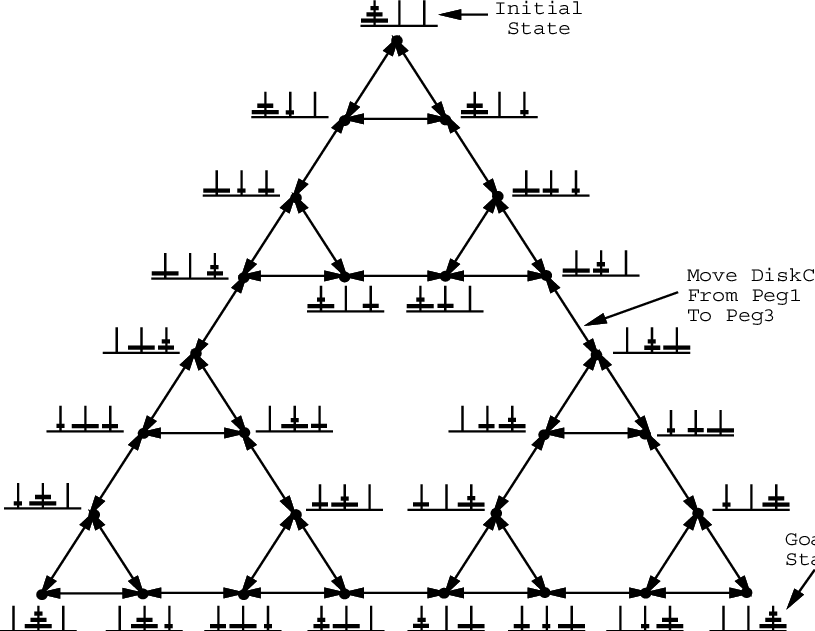 Initial
State
Move DiskC
From Peg1
To Peg3